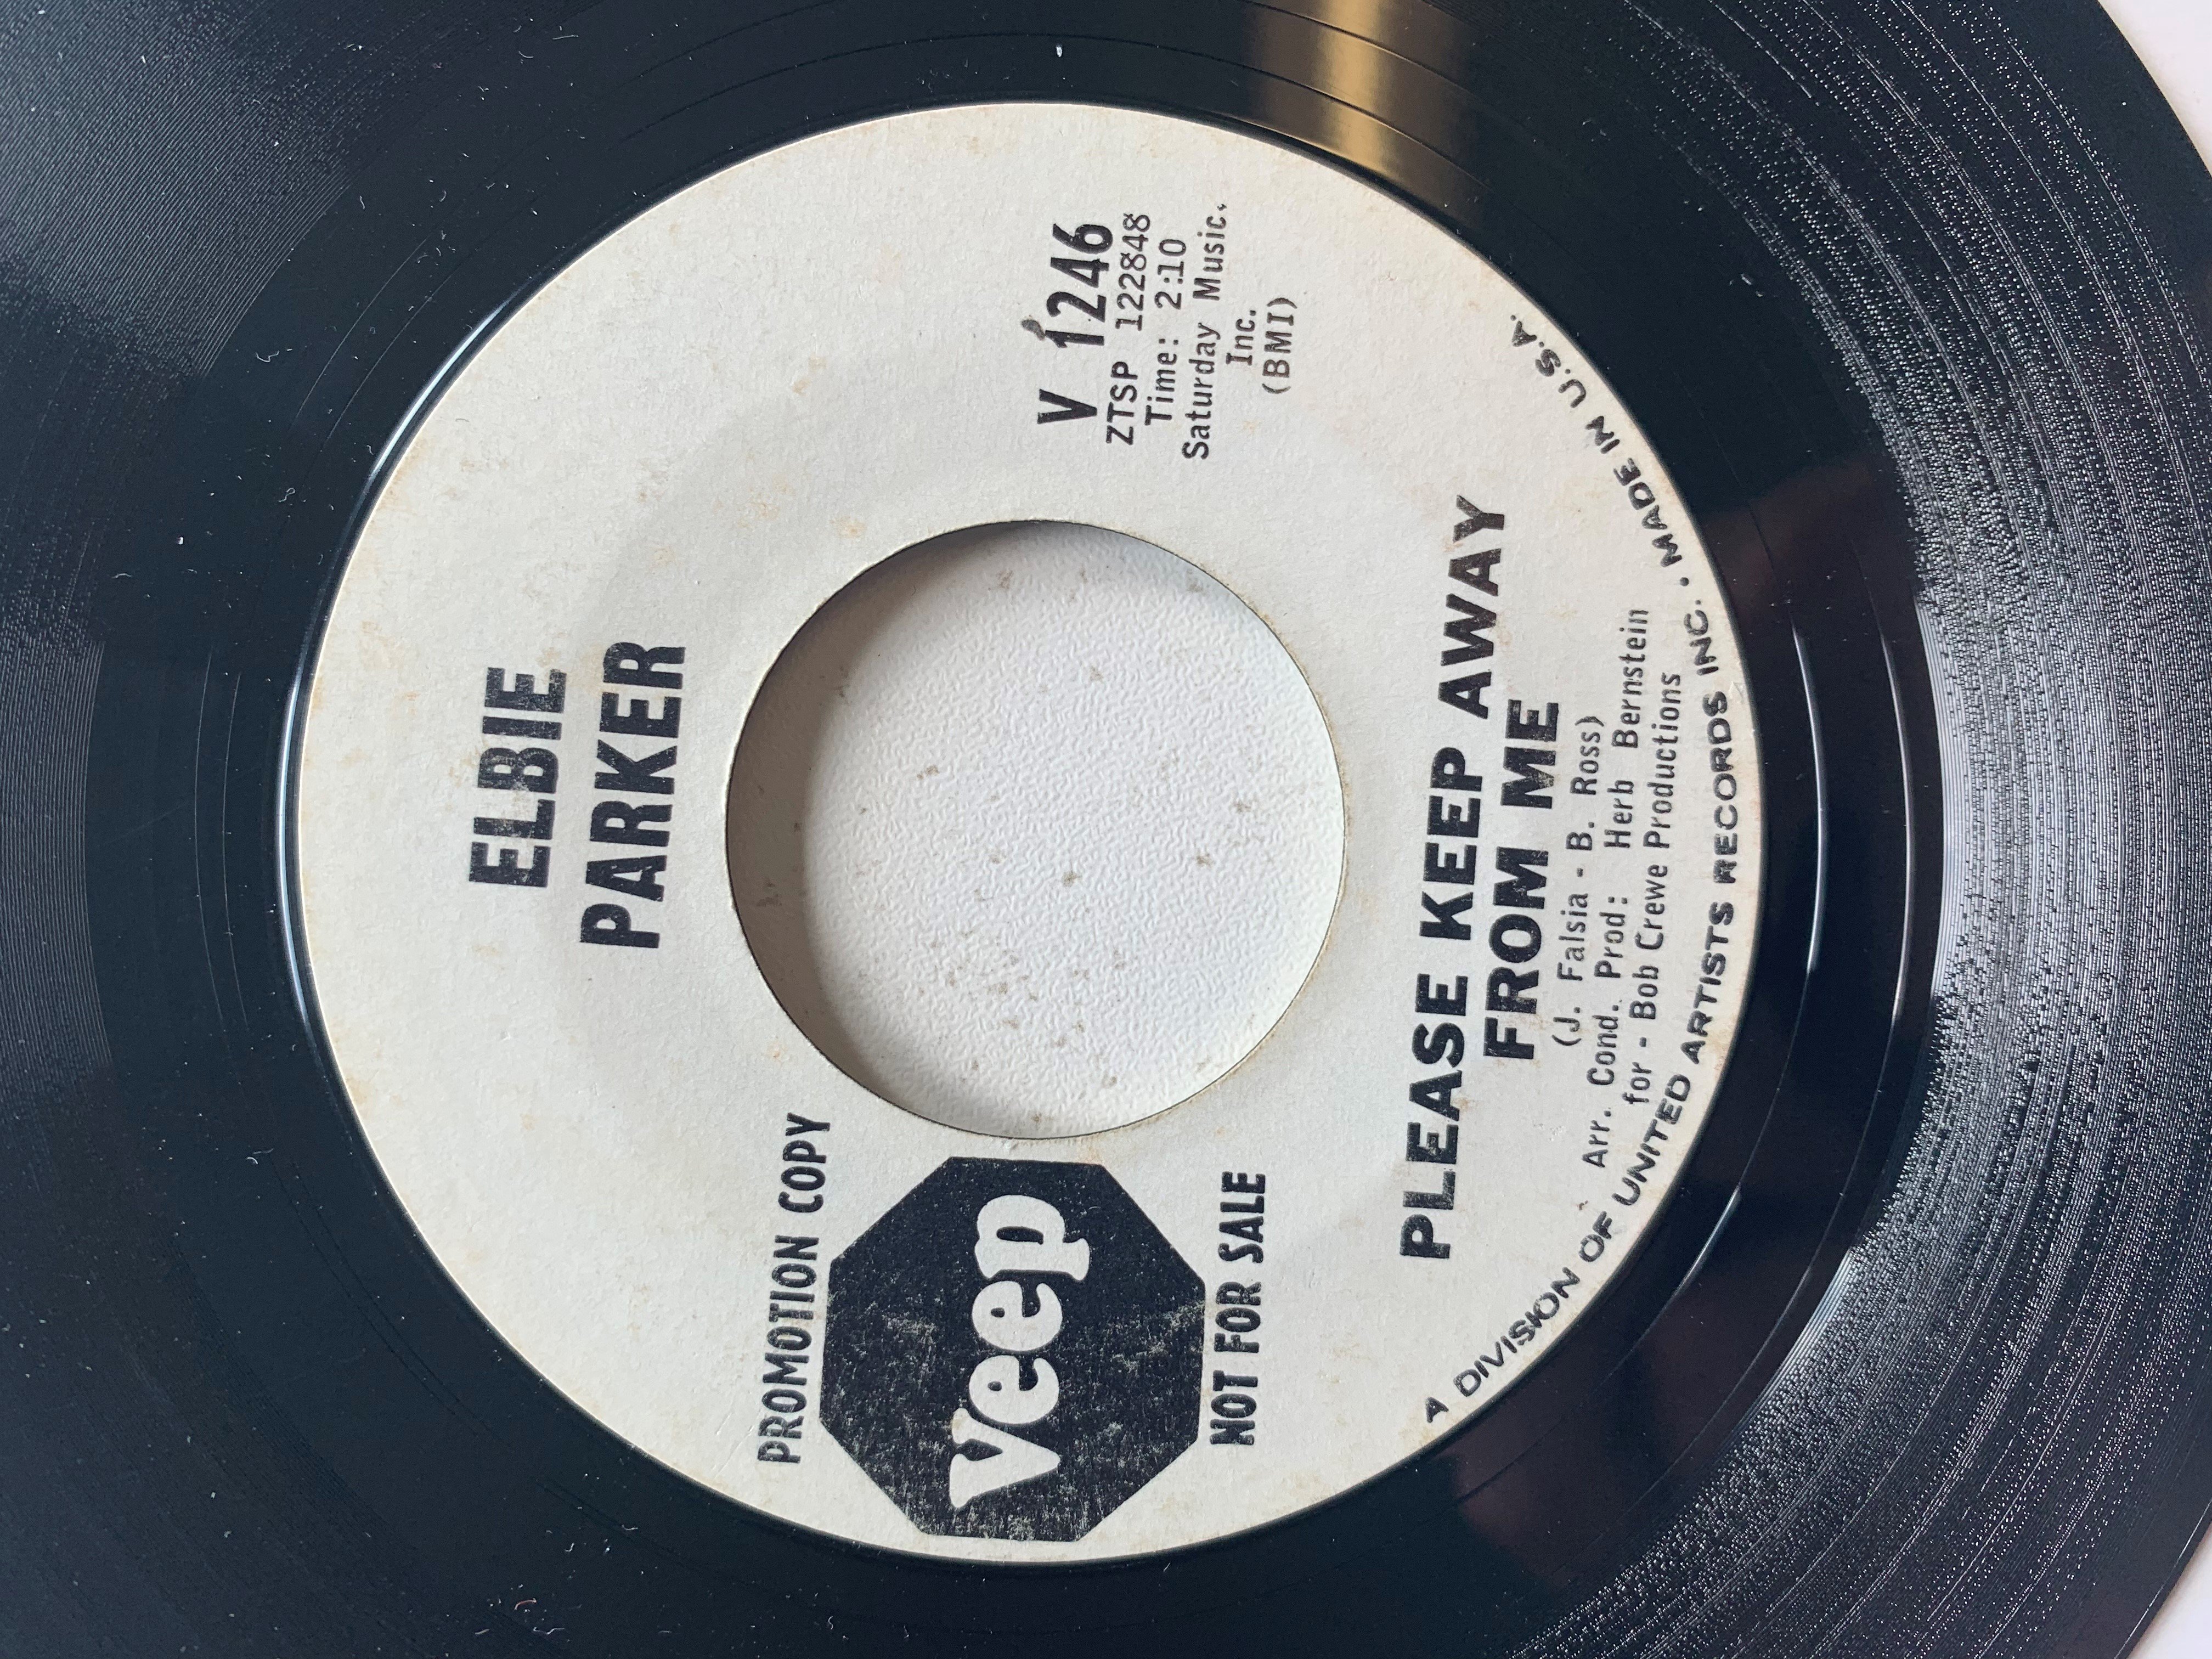 ELBIE
PARKER
PROMOTION COPY
Veep
NOT FOR SALE
V 1246
ZTSP 122848
Time: 2:10
Saturday Music.
Inc.
(BMI)
PLEASE KEEP AWAY
FROM ME
(J. Falsia - B. Ross)
Arr. Cond. Prod: Herb Bernstein
for - Bob Crewe Productions
A DIVISION OF UNITED ARTISTS RECORDS INC. • MADE IN U.S.A.